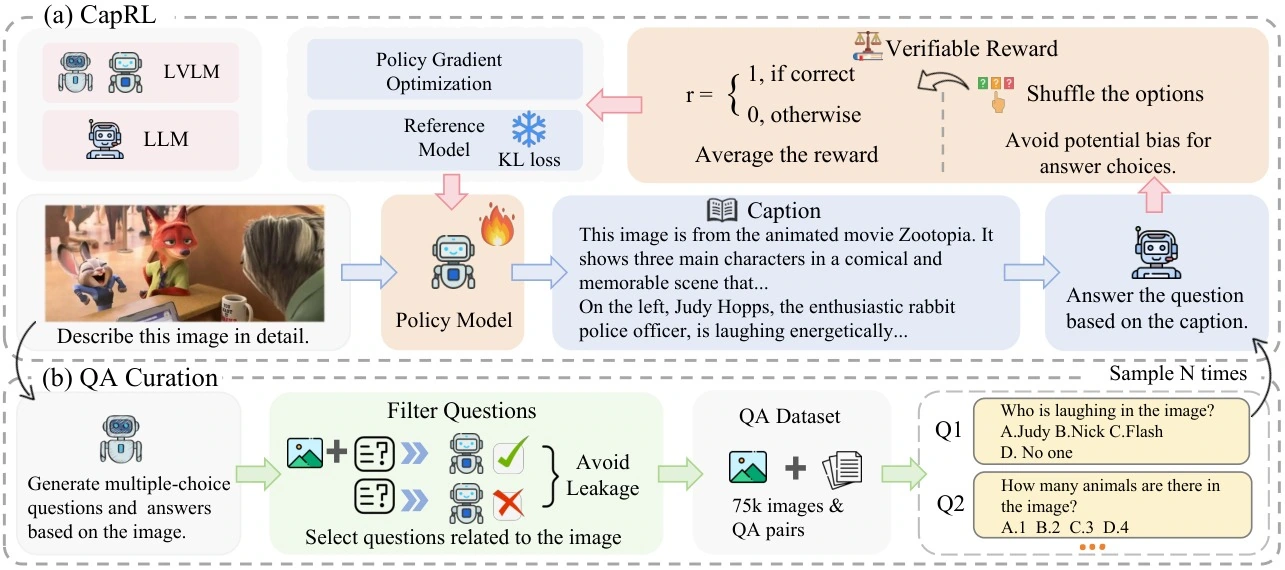 (a) CapRL
LVLM
LLM
Policy Gradient
Optimization
Reference
Model
KL loss
Verifiable Reward
r = { 1, if correct
0, otherwise
Average the reward
Shuffle the options
Avoid potential bias for
answer choices.
Describe this image in detail.
Policy Model
Caption
This image is from the animated movie Zootopia. It
shows three main characters in a comical and
memorable scene that...
On the left, Judy Hopps, the enthusiastic rabbit
police officer, is laughing energetically...
Answer the question
based on the caption.
(b) QA Curation
Sample N times
Generate multiple-choice
questions and answers
based on the image.
Filter Questions
Avoid
Leakage
Select questions related to the image
QA Dataset
75k images &
QA pairs
Q1
Who is laughing in the image?
A.Judy B.Nick C.Flash
D. No one
Q2
How many animals are there in
the image?
A.1 B.2 C.3 D.4